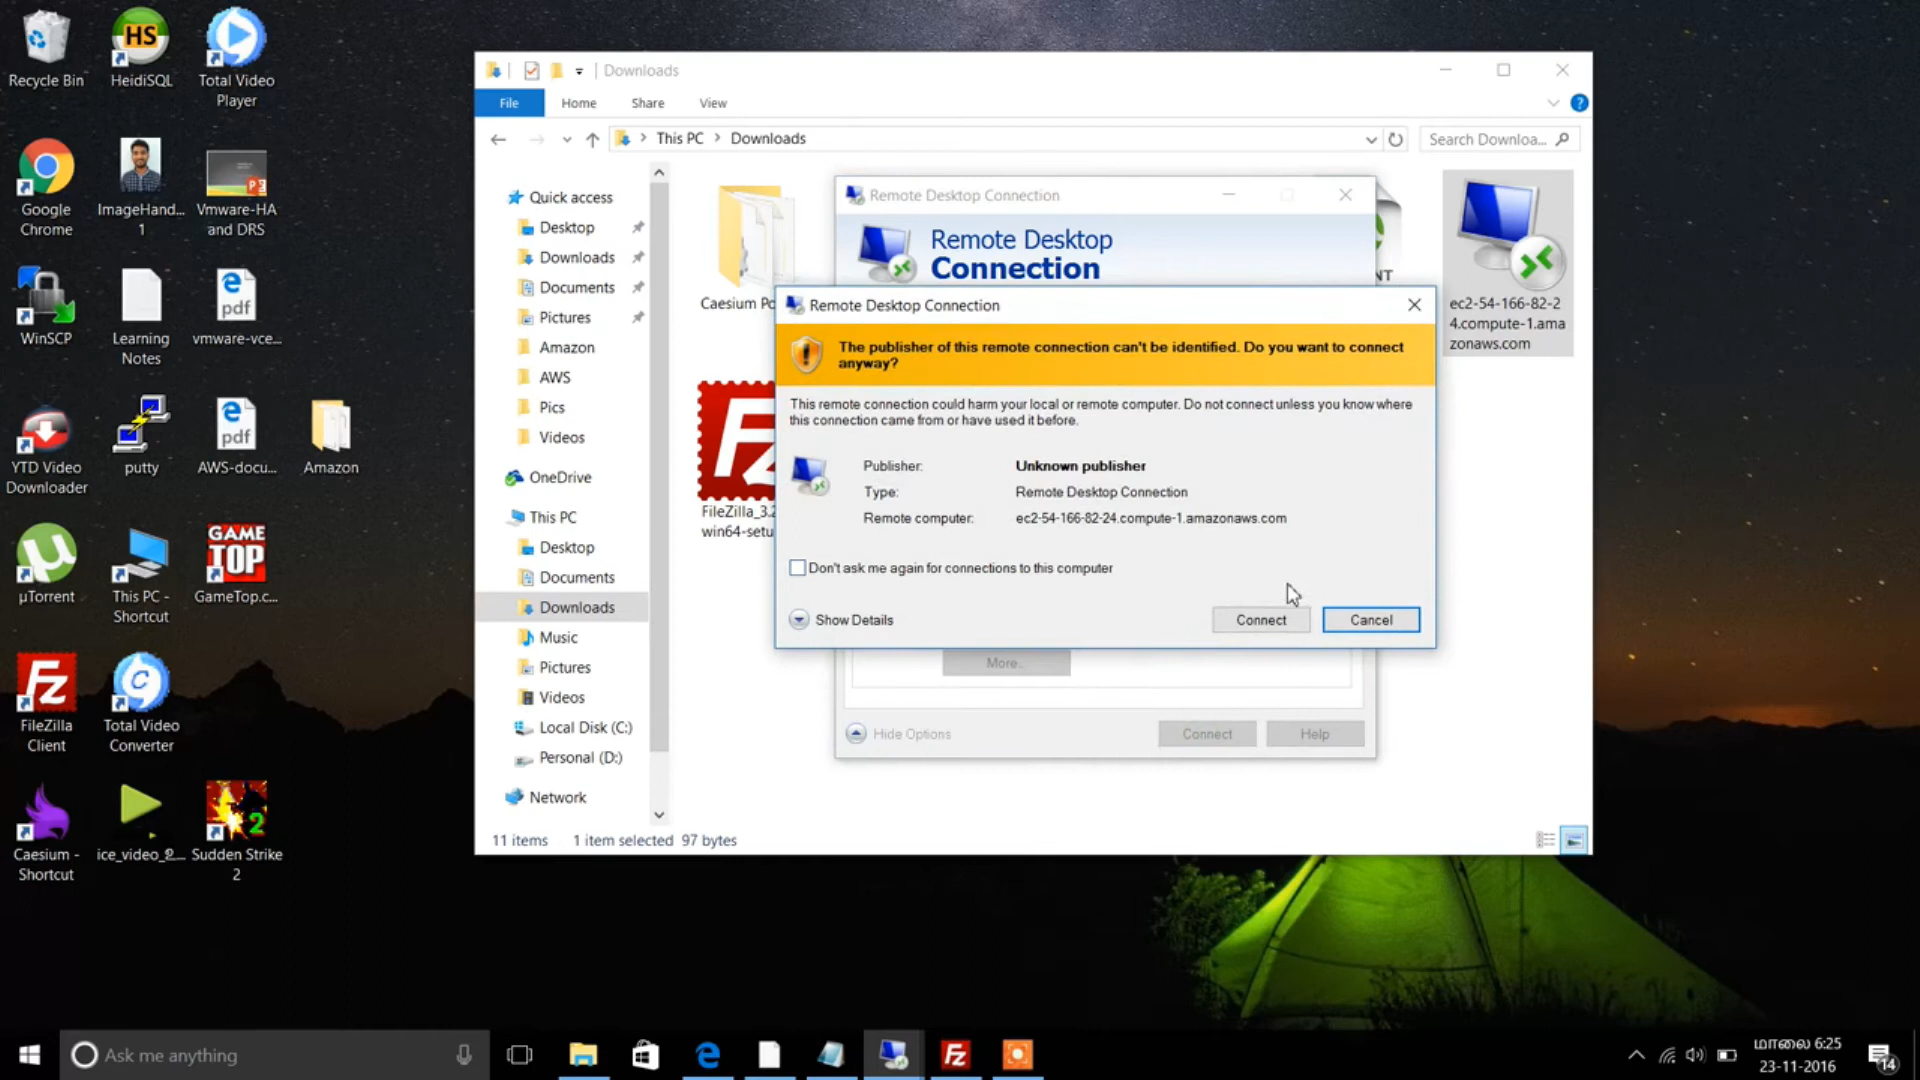 Recycle Bin
HeidiSQL
Total Video
Player
Google
Chrome
ImageHand...
1
Vmware-HA
and DRS
WinSCP
Learning
Notes
vmware-vce...
YTD Video
Downloader
putty
AWS-docu...
Amazon
µTorrent
This PC -
Shortcut
GAME
TOP
GameTop.c...
FileZilla
Client
Total Video
Converter
Caesium -
Shortcut
Sudden Strike
2
Downloads
File
Home
Share
View
This PC
Downloads
Search Downloa...
Quick access
Desktop
Downloads
Documents
Pictures
Amazon
AWS
Pics
Videos
OneDrive
This PC
Desktop
Documents
Downloads
Music
Pictures
Videos
Local Disk (C:)
Personal (D:)
Network
11 items
1 item selected 97 bytes
Caesium Po
FileZilla_3.2
win64-setu
ec2-54-166-82-2
4.compute-1.ama
zonaws.com
Remote Desktop Connection
Remote Desktop
Connection
Remote Desktop Connection
The publisher of this remote connection can't be identified. Do you want to connect
anyway?
This remote connection could harm your local or remote computer. Do not connect unless you know where
this connection came from or have used it before.
Publisher:
Unknown publisher
Type:
Remote Desktop Connection
Remote computer:
ec2-54-166-82-24.compute-1.amazonaws.com
Don't ask me again for connections to this computer
Show Details
Connect
Cancel
More..
Hide Options
Connect
Help
Ask me anything
மாலை 6:25
23-11-2016
14